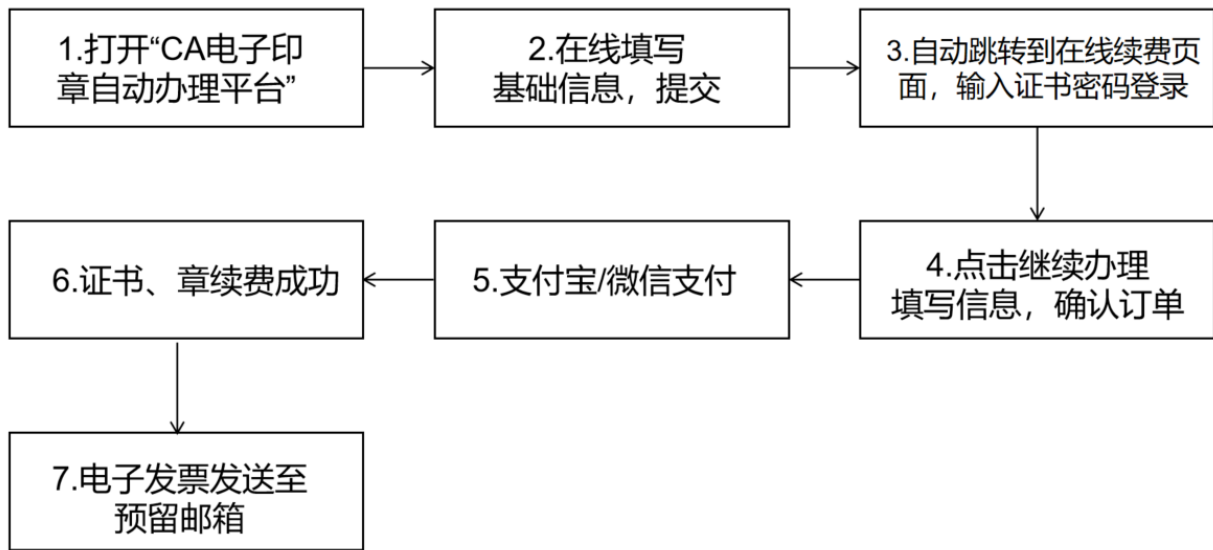 1.打开“CA电子印
章自动办理平台”
2.在线填写
基础信息，提交
3.自动跳转到在线续费页
面，输入证书密码登录
4.点击继续办理
填写信息，确认订单
5.支付宝/微信支付
6.证书、章续费成功
7.电子发票发送至
预留邮箱